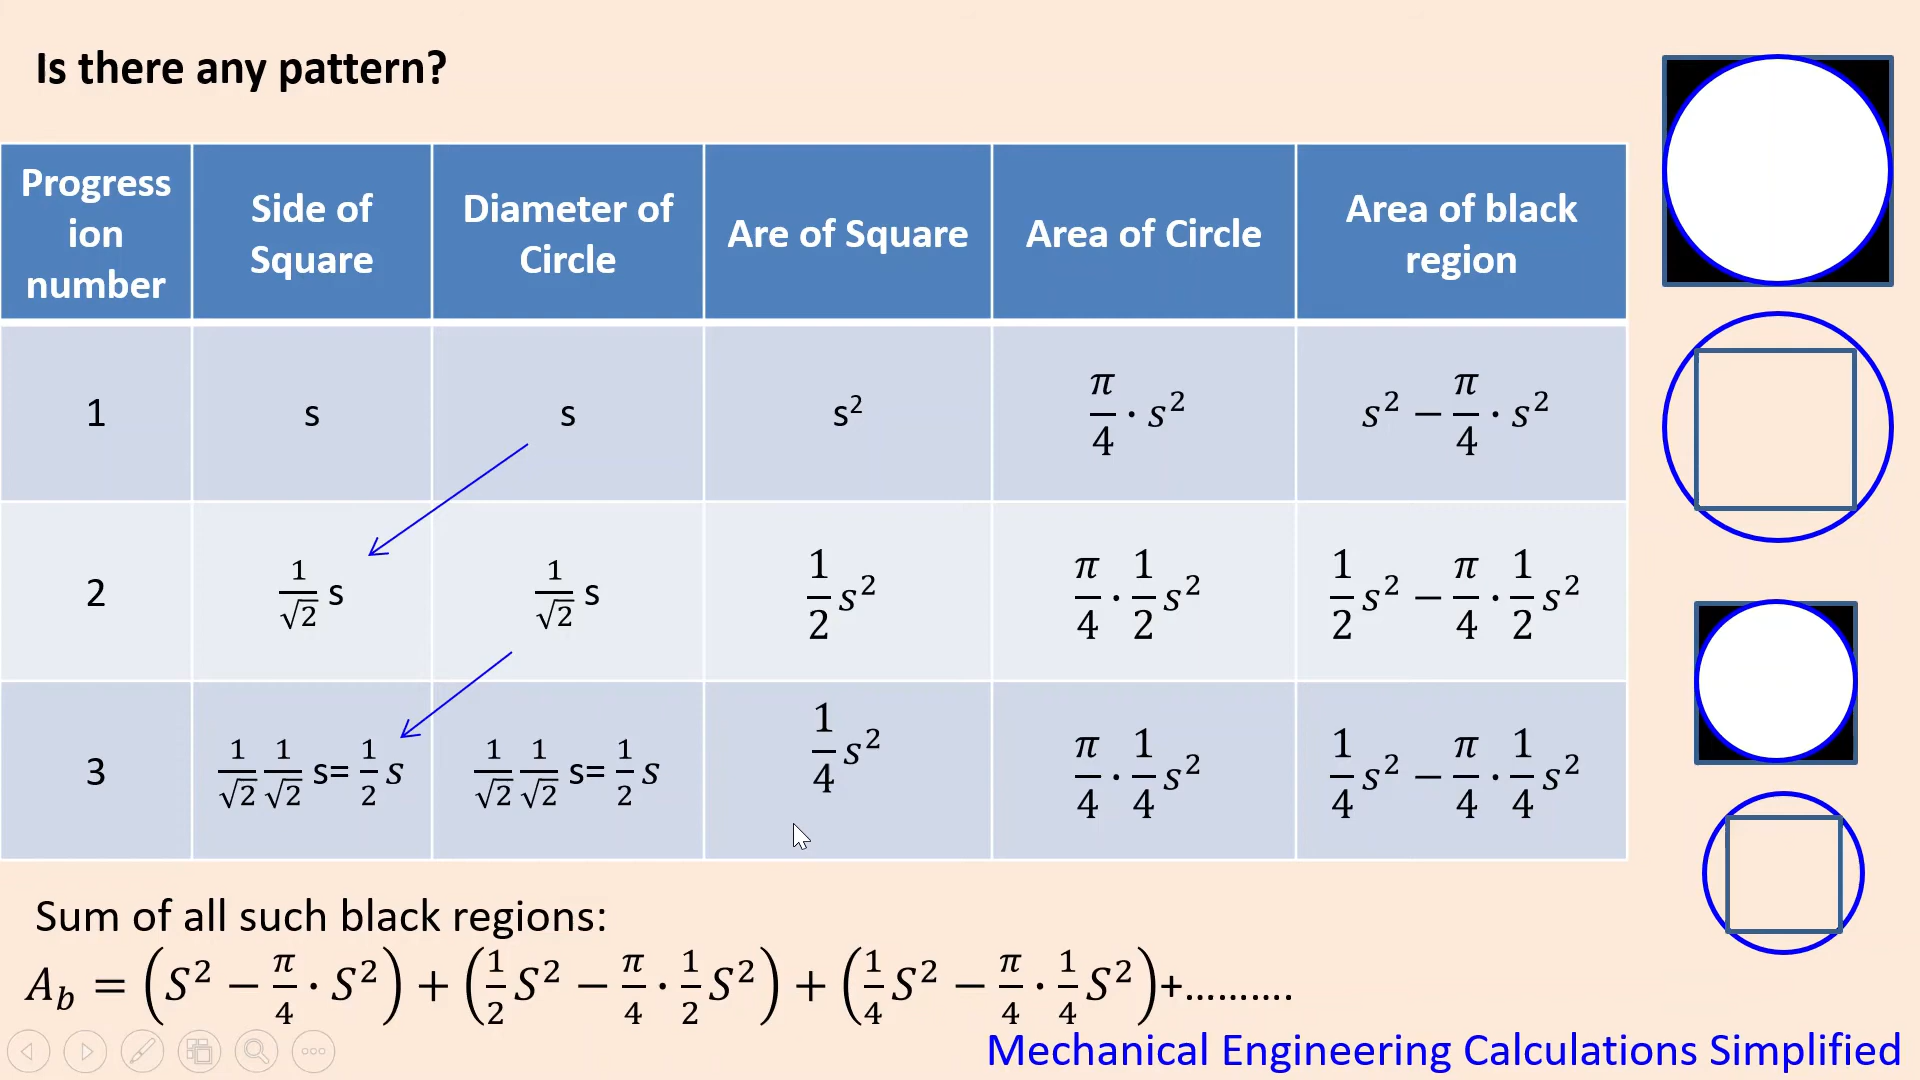 Is there any pattern?
Progress
ion
number
Side of
Square
Diameter of
Circle
Are of Square
Area of Circle
Area of black
region
1
s
s
s²
π/4 · s²
s² − π/4 · s²
2
1/√2 s
1/√2 s
1/2 s²
π/4 · 1/2 s²
1/2 s² − π/4 · 1/2 s²
3
1/√2 1/√2 s= 1/2 s
1/√2 1/√2 s= 1/2 s
1/4 s²
π/4 · 1/4 s²
1/4 s² − π/4 · 1/4 s²
Sum of all such black regions:
A_b = (S² − π/4 · S²) + (1/2 S² − π/4 · 1/2 S²) + (1/4 S² − π/4 · 1/4 S²)+..........
Mechanical Engineering Calculations Simplified